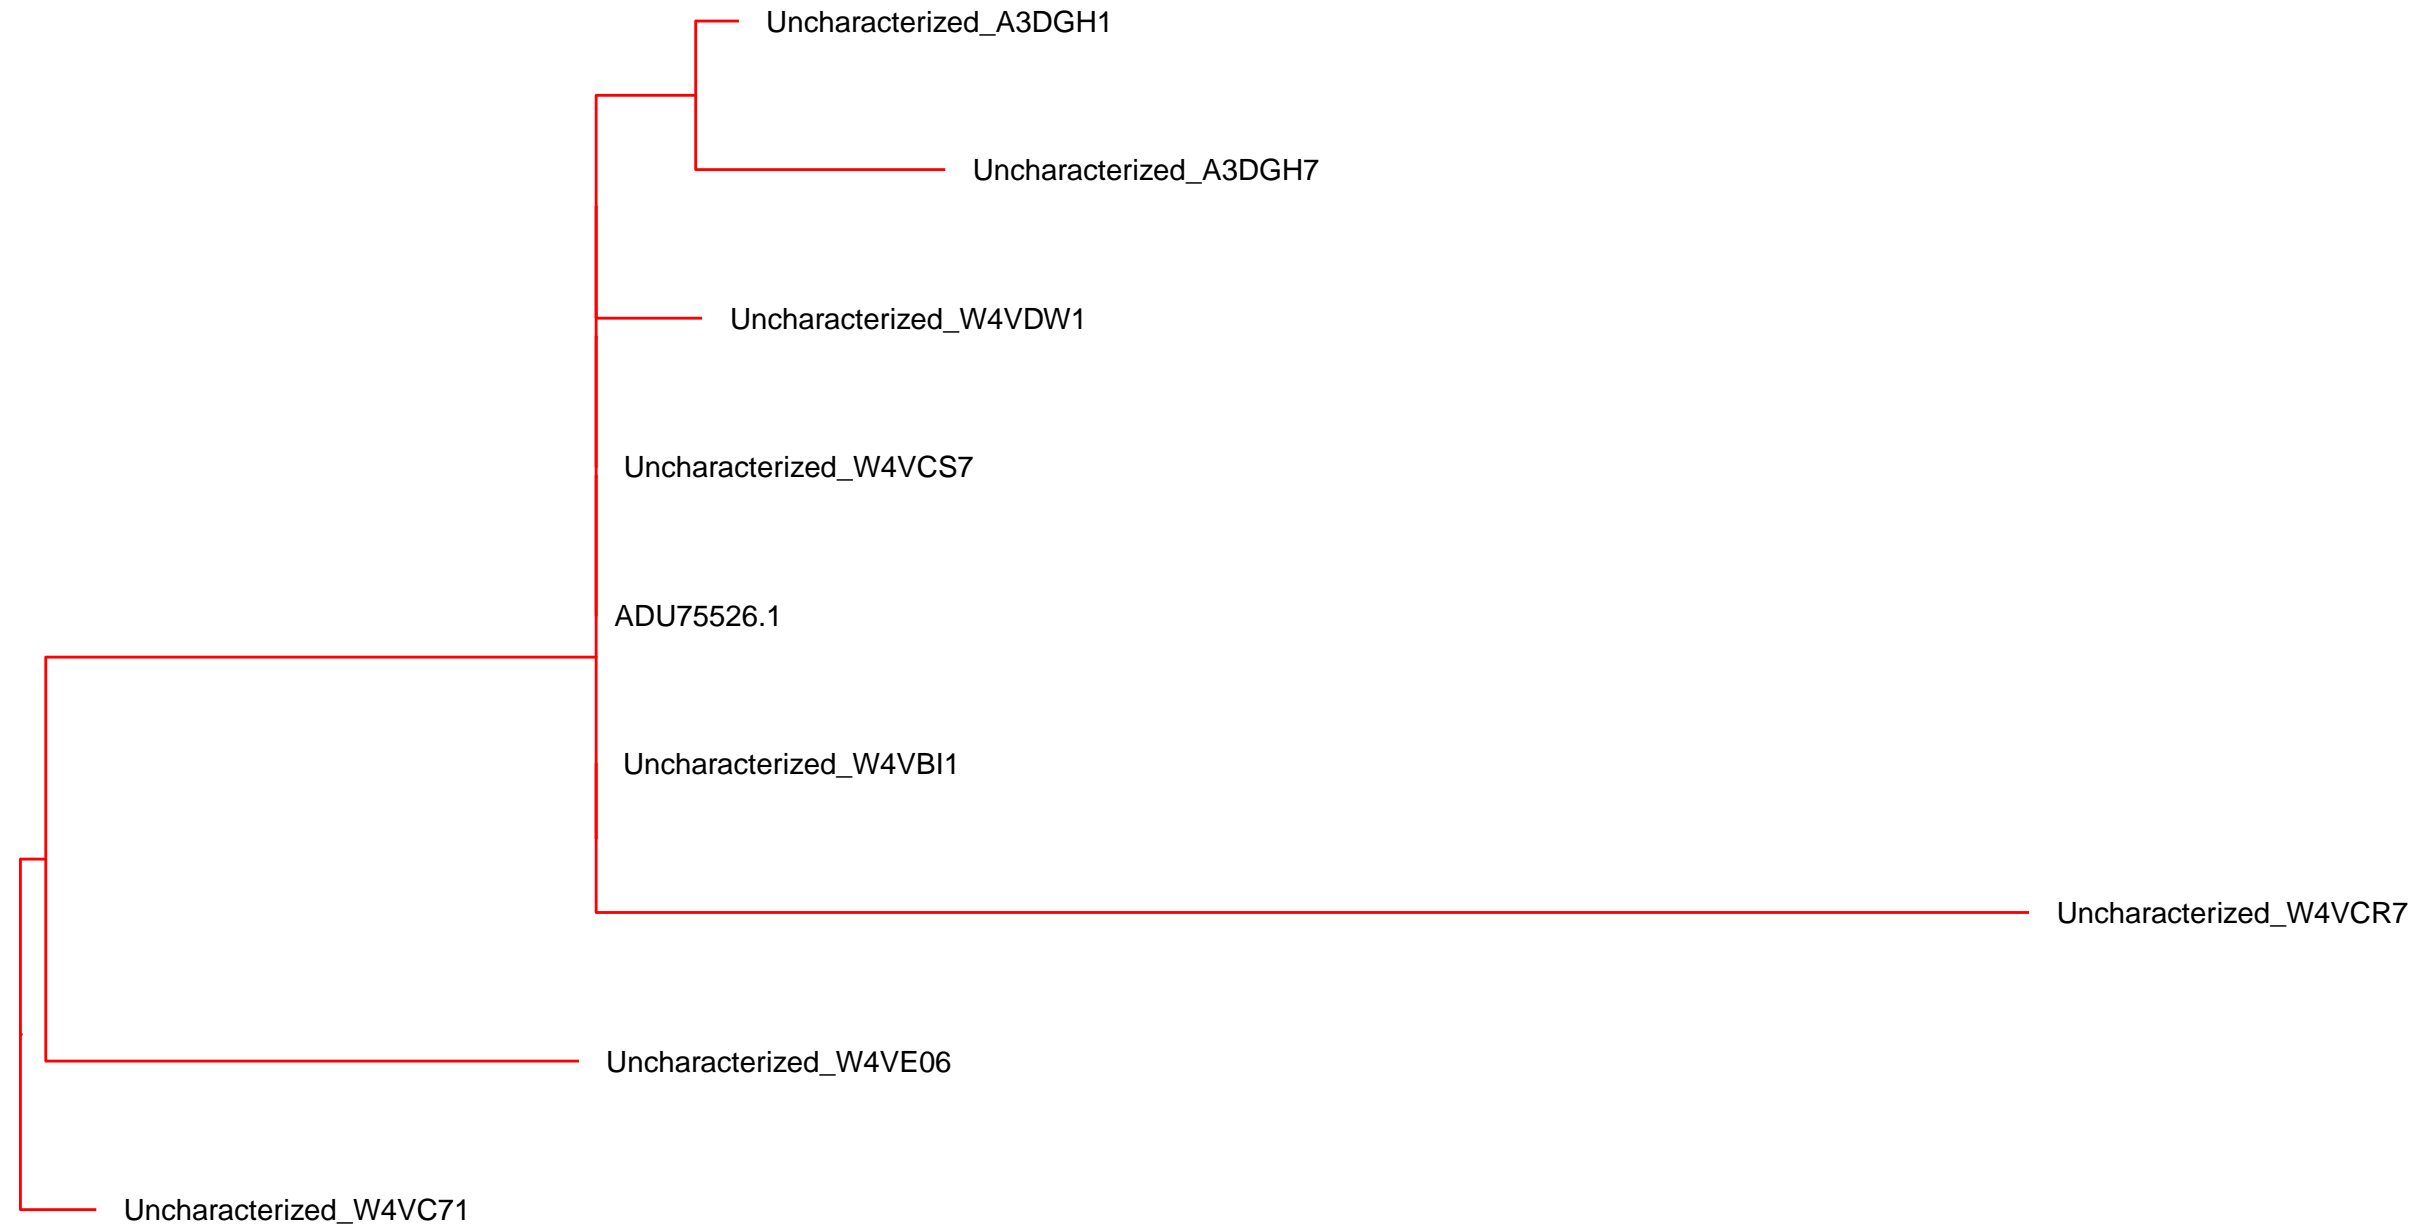 Uncharacterized_A3DGH1
Uncharacterized_A3DGH7
Uncharacterized_W4VDW1
Uncharacterized_W4VCS7
ADU75526.1
Uncharacterized_W4VBI1
Uncharacterized_W4VCR7
Uncharacterized_W4VE06
Uncharacterized_W4VC71